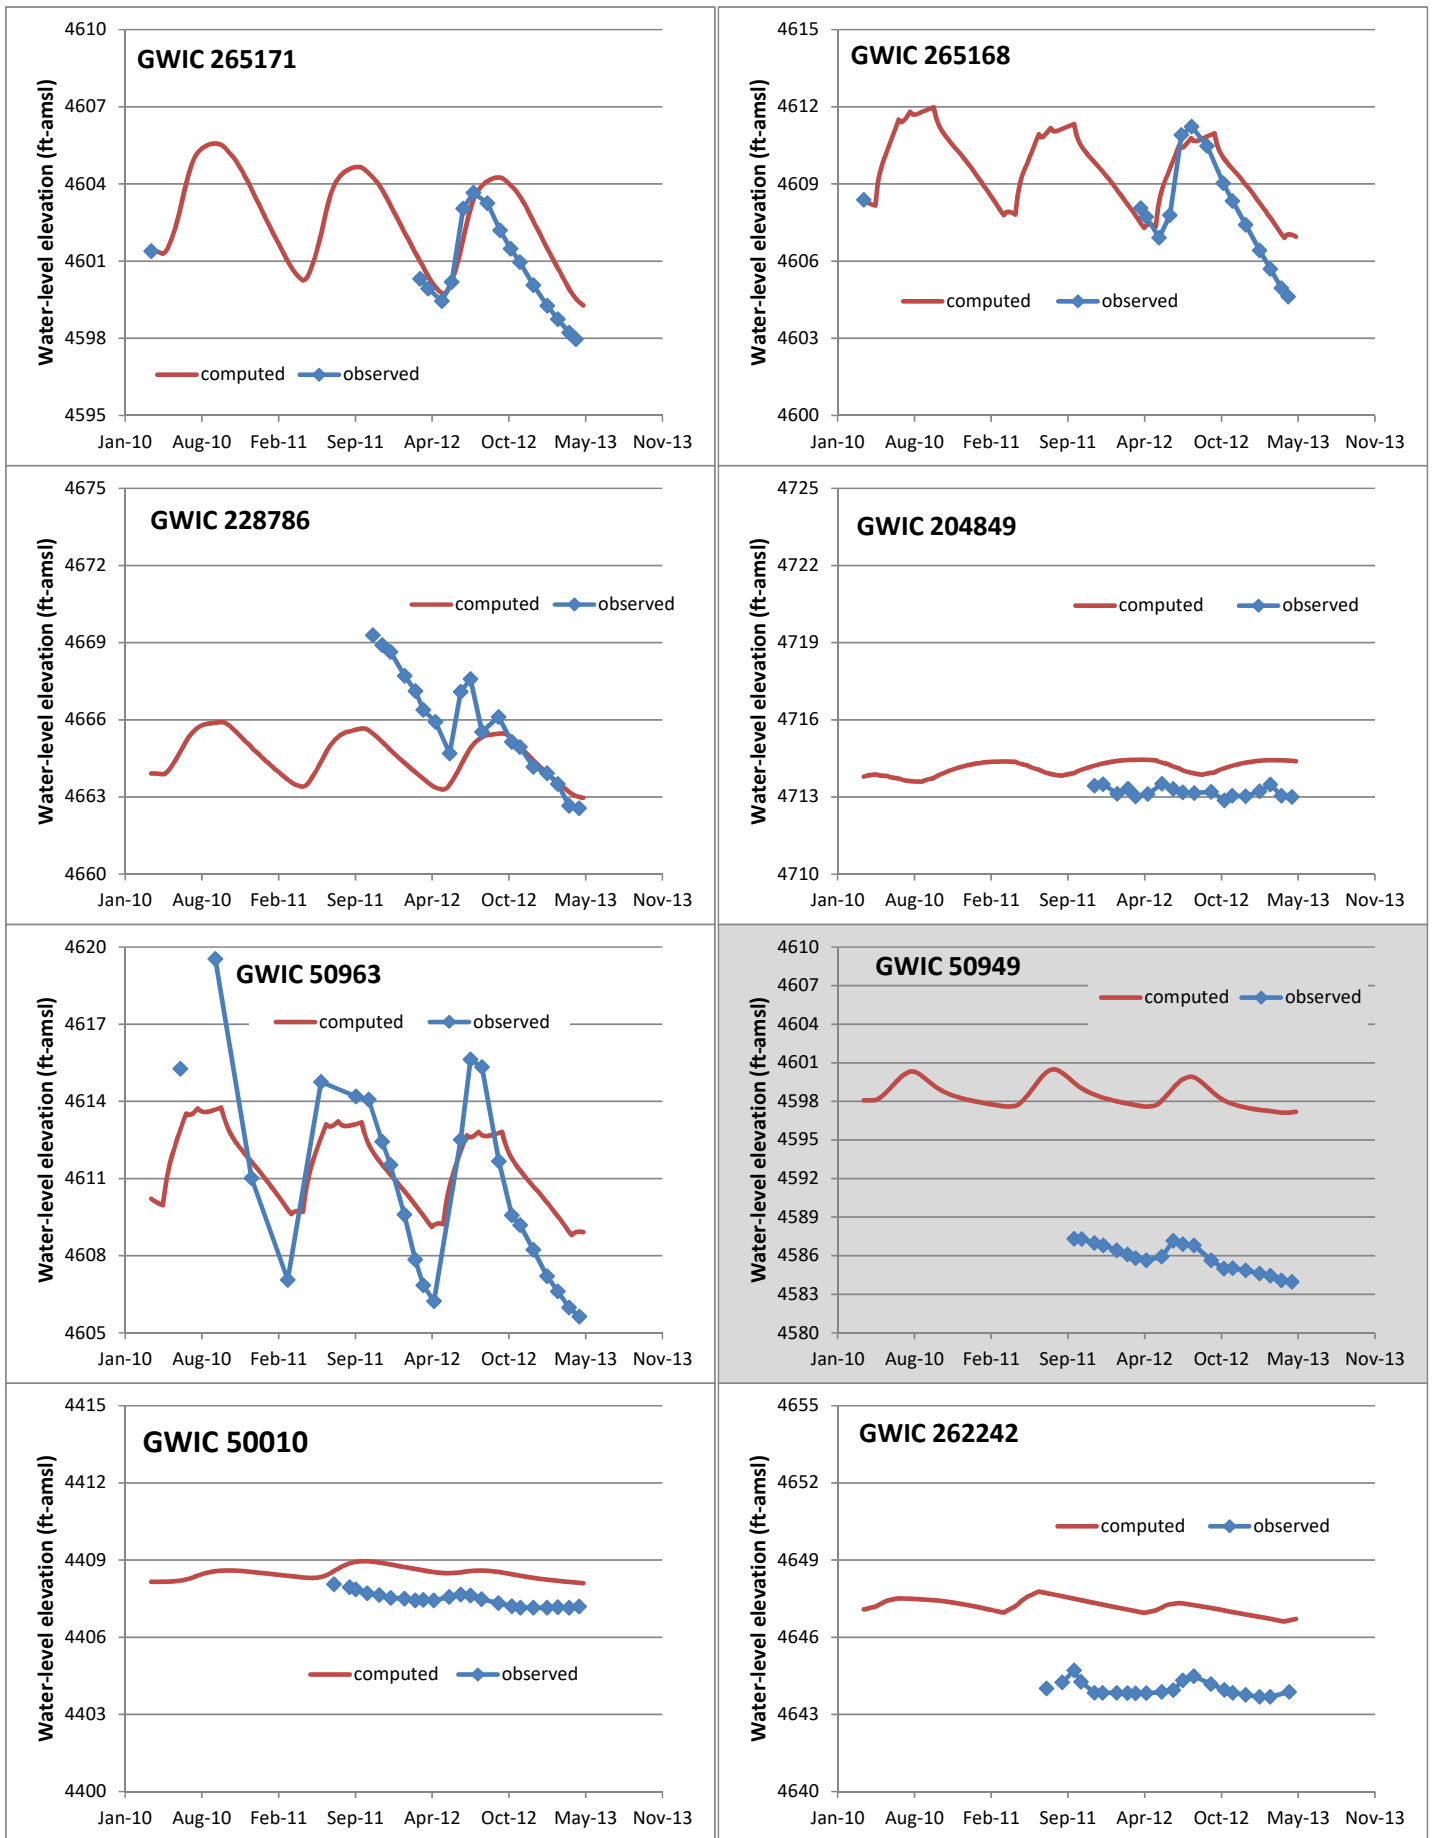 GWIC 265171
Water-level elevation (ft-amsl)
4610
4607
4604
4601
4598
4595
computed observed
Jan-10 Aug-10 Feb-11 Sep-11 Apr-12 Oct-12 May-13 Nov-13
GWIC 265168
Water-level elevation (ft-amsl)
4615
4612
4609
4606
4603
4600
computed observed
Jan-10 Aug-10 Feb-11 Sep-11 Apr-12 Oct-12 May-13 Nov-13
GWIC 228786
Water-level elevation (ft-amsl)
4675
4672
4669
4666
4663
4660
computed observed
Jan-10 Aug-10 Feb-11 Sep-11 Apr-12 Oct-12 May-13 Nov-13
GWIC 204849
Water-level elevation (ft-amsl)
4725
4722
4719
4716
4713
4710
computed observed
Jan-10 Aug-10 Feb-11 Sep-11 Apr-12 Oct-12 May-13 Nov-13
GWIC 50963
Water-level elevation (ft-amsl)
4620
4617
4614
4611
4608
4605
computed observed
Jan-10 Aug-10 Feb-11 Sep-11 Apr-12 Oct-12 May-13 Nov-13
GWIC 50949
Water-level elevation (ft-amsl)
4610
4607
4604
4601
4598
4595
4592
4589
4586
4583
4580
computed observed
Jan-10 Aug-10 Feb-11 Sep-11 Apr-12 Oct-12 May-13 Nov-13
GWIC 50010
Water-level elevation (ft-amsl)
4415
4412
4409
4406
4403
4400
computed observed
Jan-10 Aug-10 Feb-11 Sep-11 Apr-12 Oct-12 May-13 Nov-13
GWIC 262242
Water-level elevation (ft-amsl)
4655
4652
4649
4646
4643
4640
computed observed
Jan-10 Aug-10 Feb-11 Sep-11 Apr-12 Oct-12 May-13 Nov-13